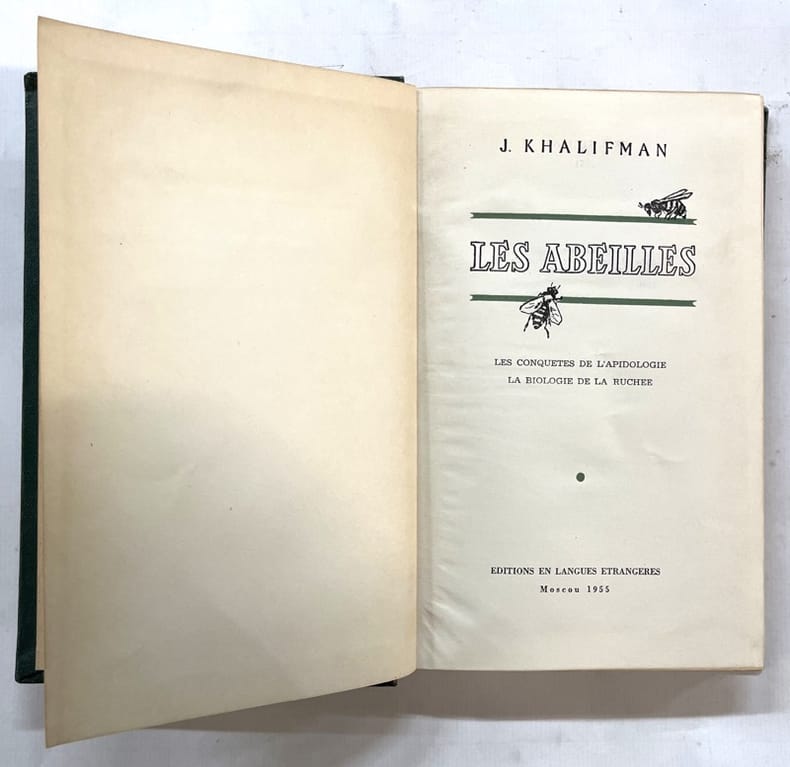 J. KHALIFMAN
LES ABEILLES
LES CONQUETES DE L'APIDOLOGIE
LA BIOLOGIE DE LA RUCHEE
EDITIONS EN LANGUES ETRANGERES
Moscou 1955